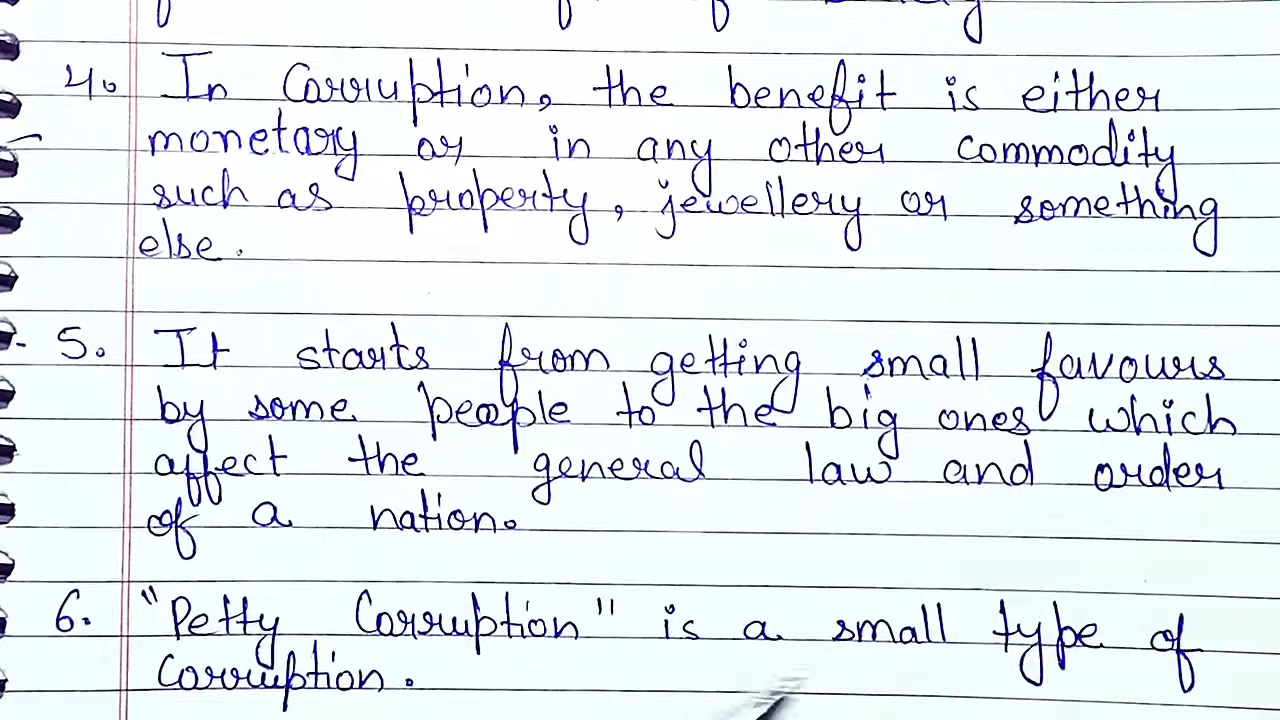 4. In Corruption, the benefit is either
monetary or in any other commodity
such as property, jewellery or something
else.
5. It starts from getting small favours
by some people to the big ones which
affect the general law and order
of a nation.
6. "Petty Corruption" is a small type of
Corruption.